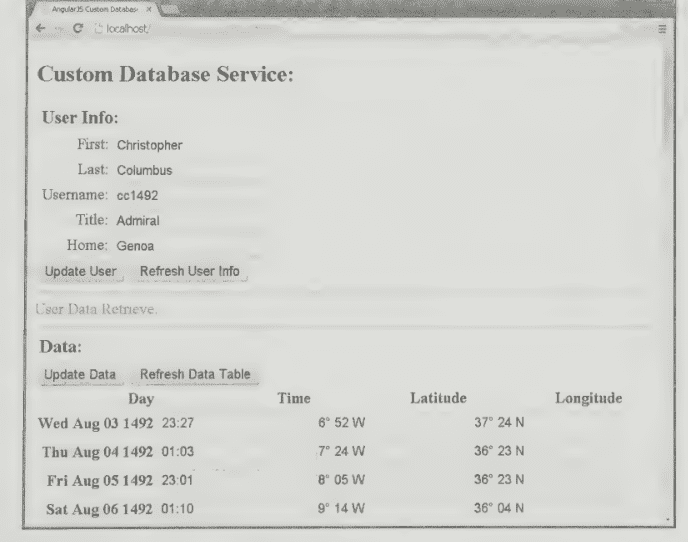 AngularJS Custom Databas
localhost/
Custom Database Service:
User Info:
First: Christopher
Last: Columbus
Username: cc1492
Title: Admiral
Home: Genoa
Update User Refresh User Info
User Data Retrieve.
Data:
Update Data Refresh Data Table
Day Time Latitude Longitude
Wed Aug 03 1492 23:27 6° 52 W 37° 24 N
Thu Aug 04 1492 01:03 7° 24 W 36° 23 N
Fri Aug 05 1492 23:01 8° 05 W 36° 23 N
Sat Aug 06 1492 01:10 9° 14 W 36° 04 N